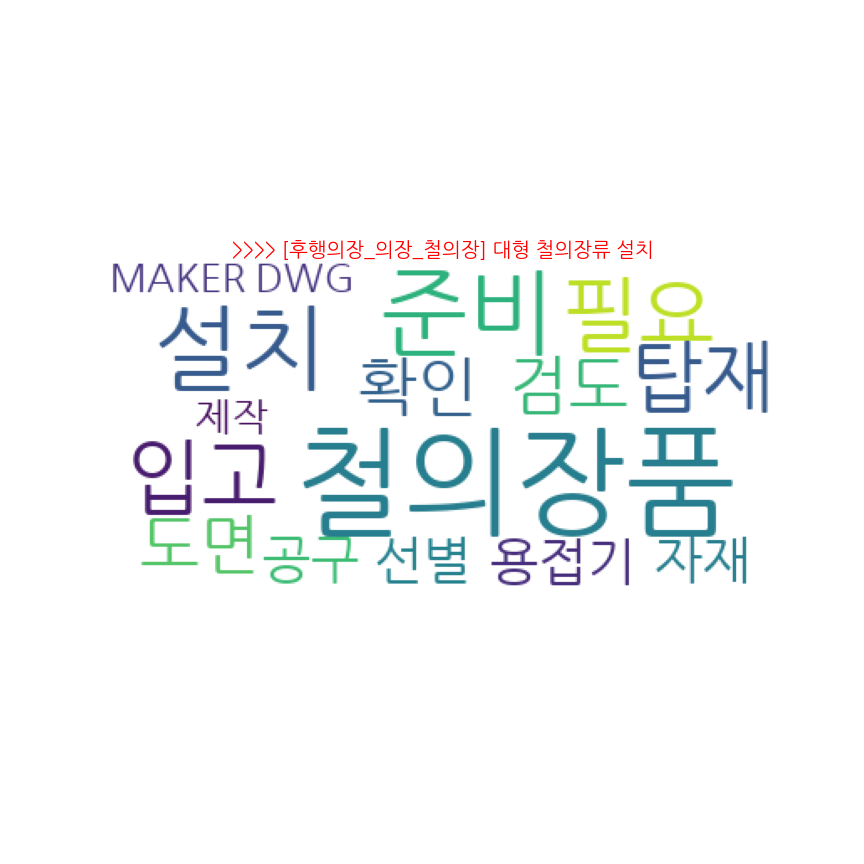 >>>> [후행의장_의장_철의장] 대형 철의장류 설치
MAKER DWG 준비 필요
설치 확인 검도 탑재
제작
입고 철의장품
도면 공구 선별 용접기 자재